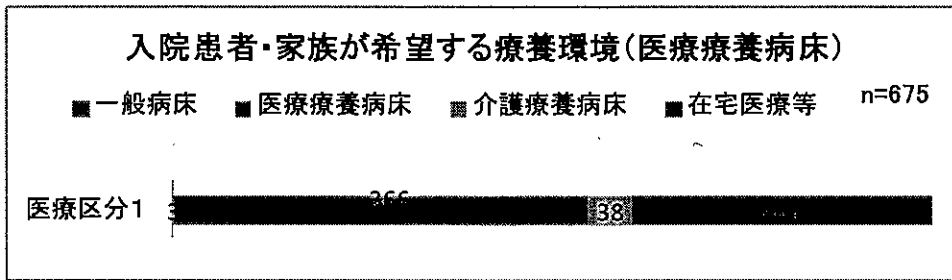 入院患者・家族が希望する療養環境(医療療養病床)
■一般病床 ■医療療養病床 ■介護療養病床 ■在宅医療等 n=675
医療区分1 3 366 38